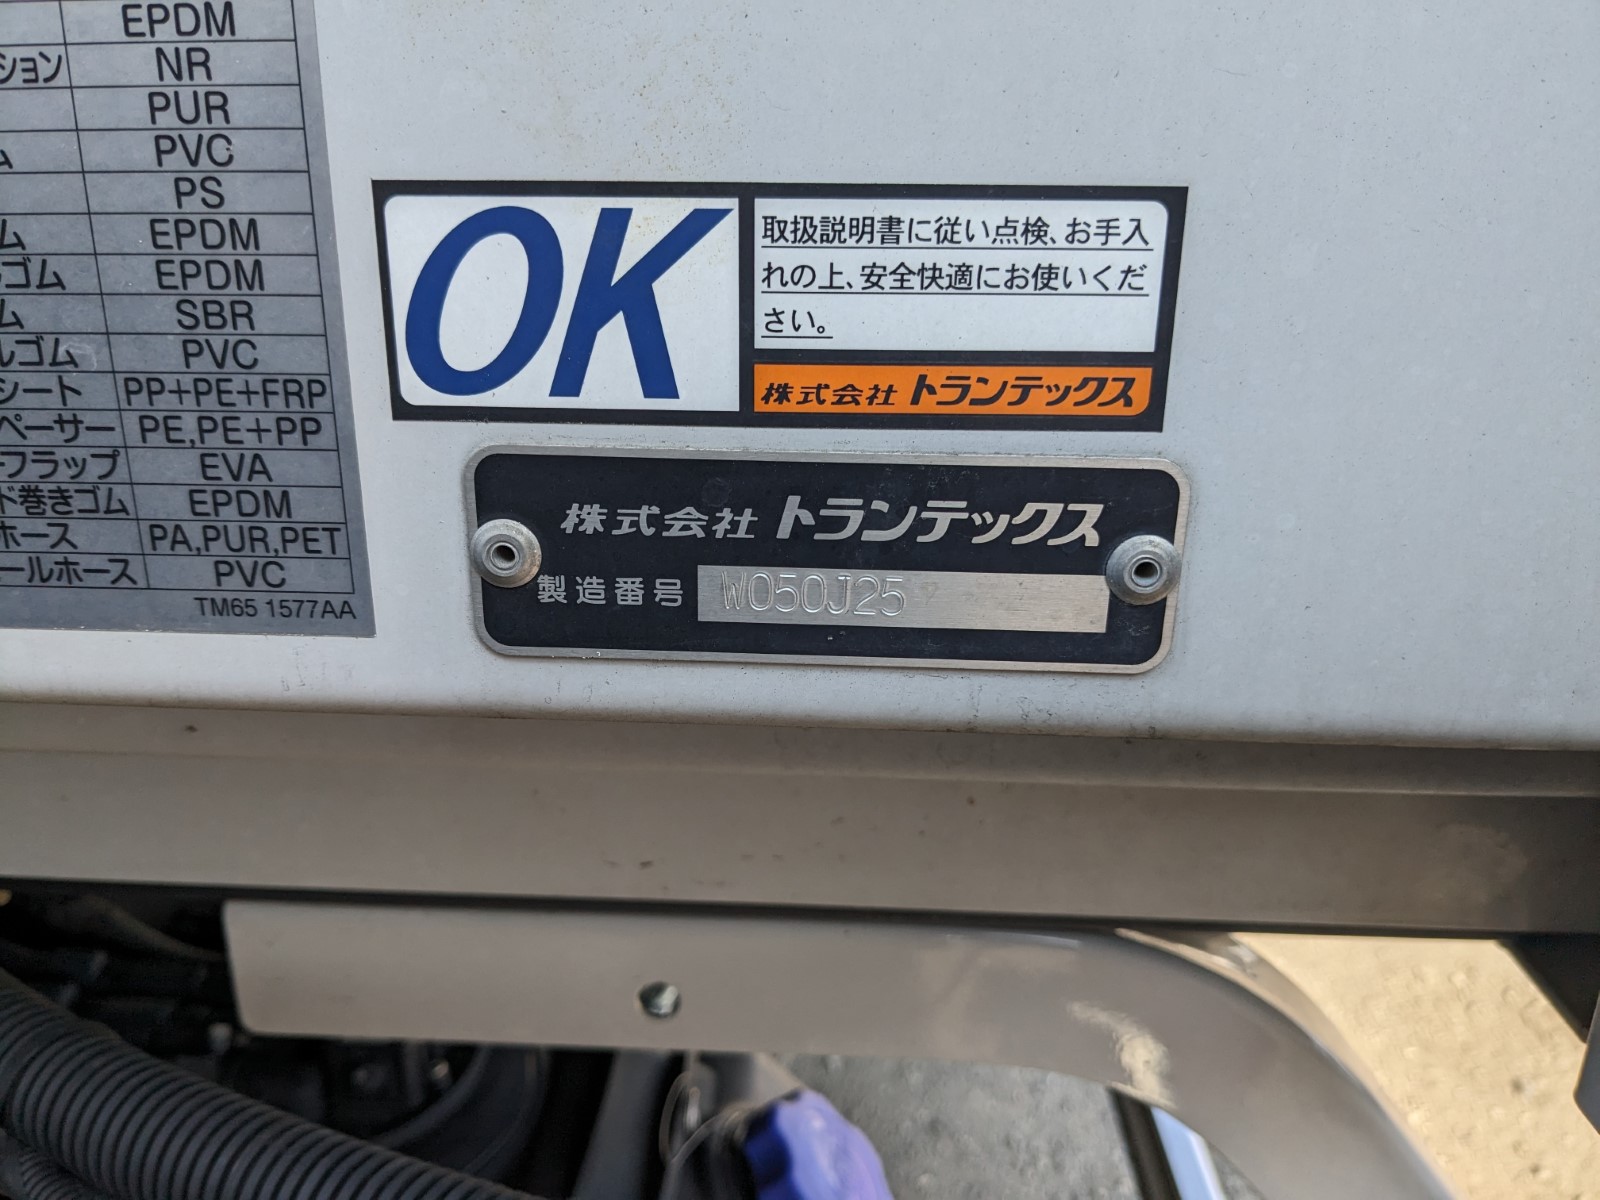 EPDM
ション NR
PUR
ム PVC
PS
ム EPDM
ルゴム EPDM
ム SBR
ルゴム PVC
シート PP+PE+FRP
ペーサー PE,PE+PP
フラップ EVA
ド巻きゴム EPDM
ホース PA,PUR,PET
ールホース PVC
TM65 1577AA
OK
取扱説明書に従い点検、お手入
れの上、安全快適にお使いくだ
さい。
株式会社 トランテックス
株式会社 トランテックス
製造番号 W050J25